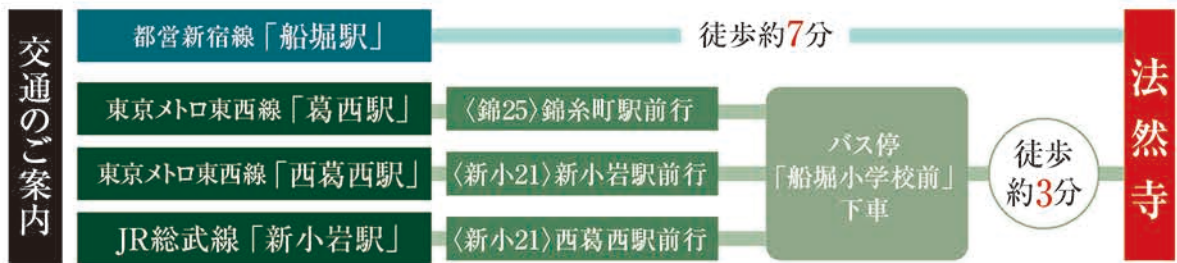 交通のご案内
都営新宿線「船堀駅」
徒歩約7分
東京メトロ東西線「葛西駅」
〈錦25〉錦糸町駅前行
東京メトロ東西線「西葛西駅」
〈新小21〉新小岩駅前行
JR総武線「新小岩駅」
〈新小21〉西葛西駅前行
バス停
「船堀小学校前」
下車
徒歩
約3分
法然寺